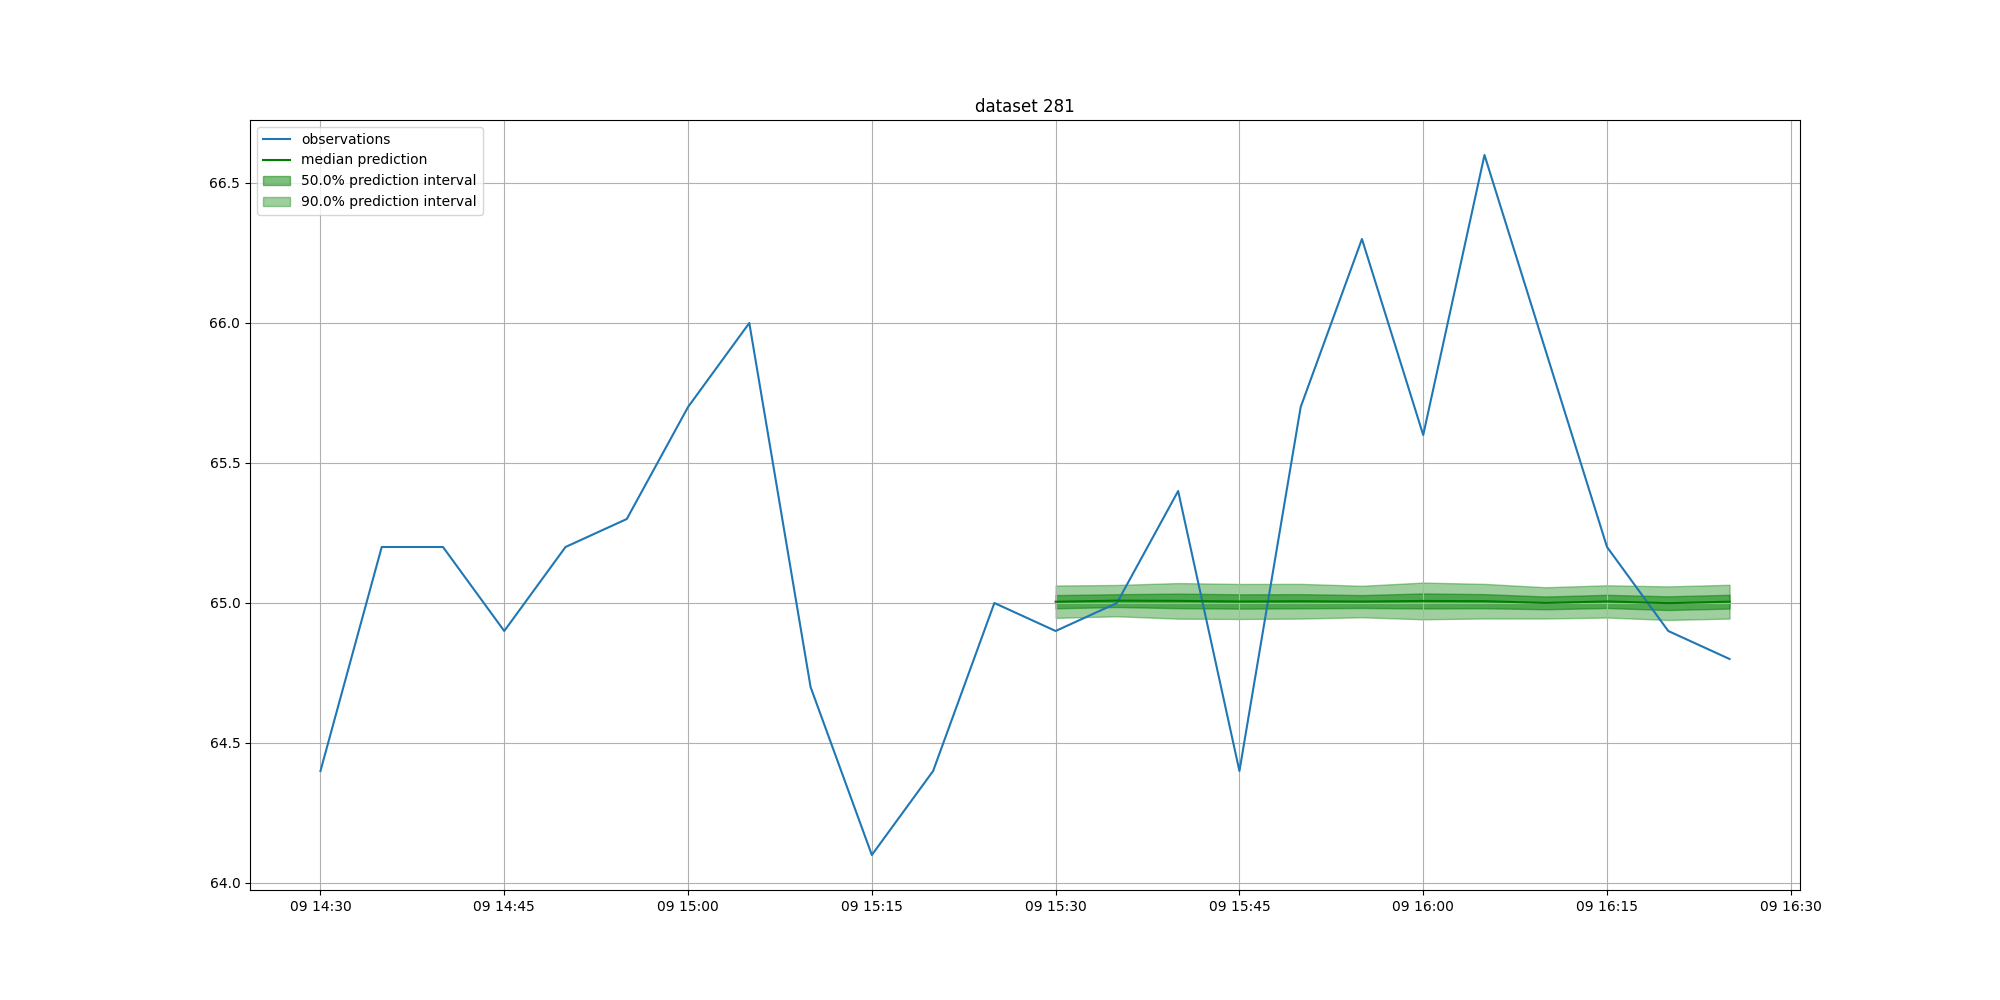 dataset 281
observations
median prediction
50.0% prediction interval
90.0% prediction interval
66.5
66.0
65.5
65.0
64.5
64.0
09 14:30 09 14:45 09 15:00 09 15:15 09 15:30 09 15:45 09 16:00 09 16:15 09 16:30